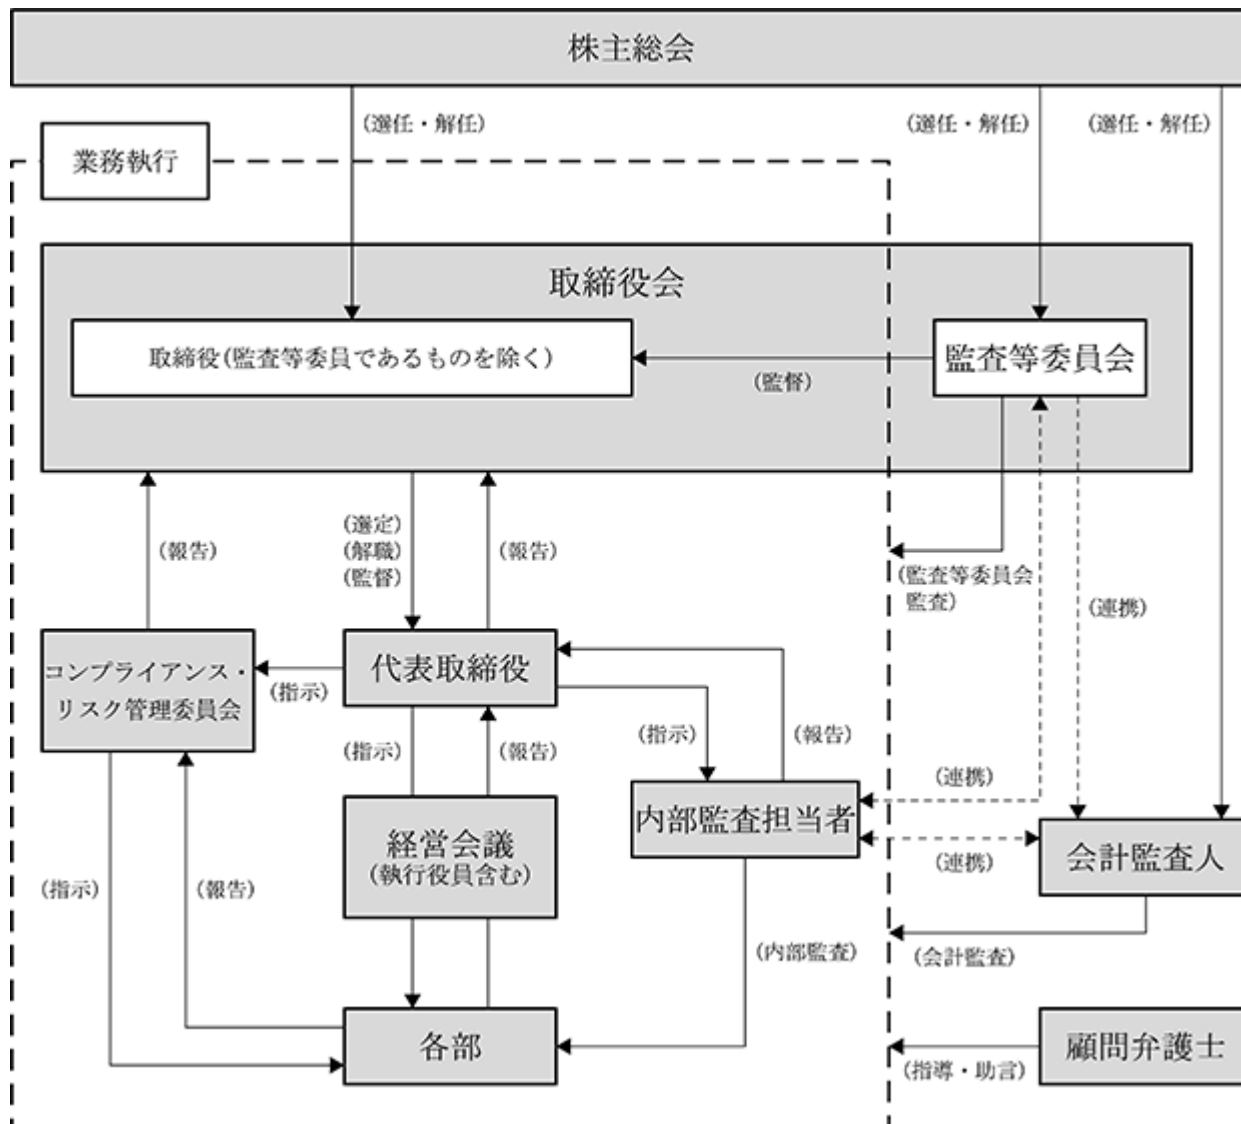 株主総会
(選任・解任)
(選任・解任)
(選任・解任)
業務執行
取締役会
取締役(監査等委員であるものを除く)
監査等委員会
(監督)
(報告)
(選定)
(解職)
(監督)
(報告)
(監査等委員会
監査)
(連携)
コンプライアンス・
リスク管理委員会
(指示)
代表取締役
(指示)
(報告)
(指示)
(報告)
(連携)
内部監査担当者
(連携)
会計監査人
経営会議
(執行役員含む)
(指示)
(報告)
(内部監査)
(会計監査)
各部
顧問弁護士
(指導・助言)